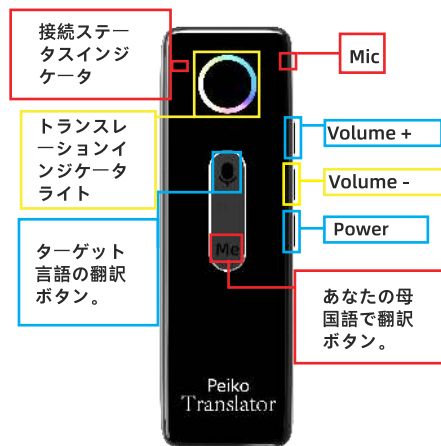 接続ステー
タスインジ
ケータ
Mic
トランスレ
ーションイ
ンジケータ
ライト
Volume +
Volume -
Power
ターゲット
言語の翻訳
ボタン。
Me
あなたの母
国語で翻訳
ボタン。
Peiko
Translator